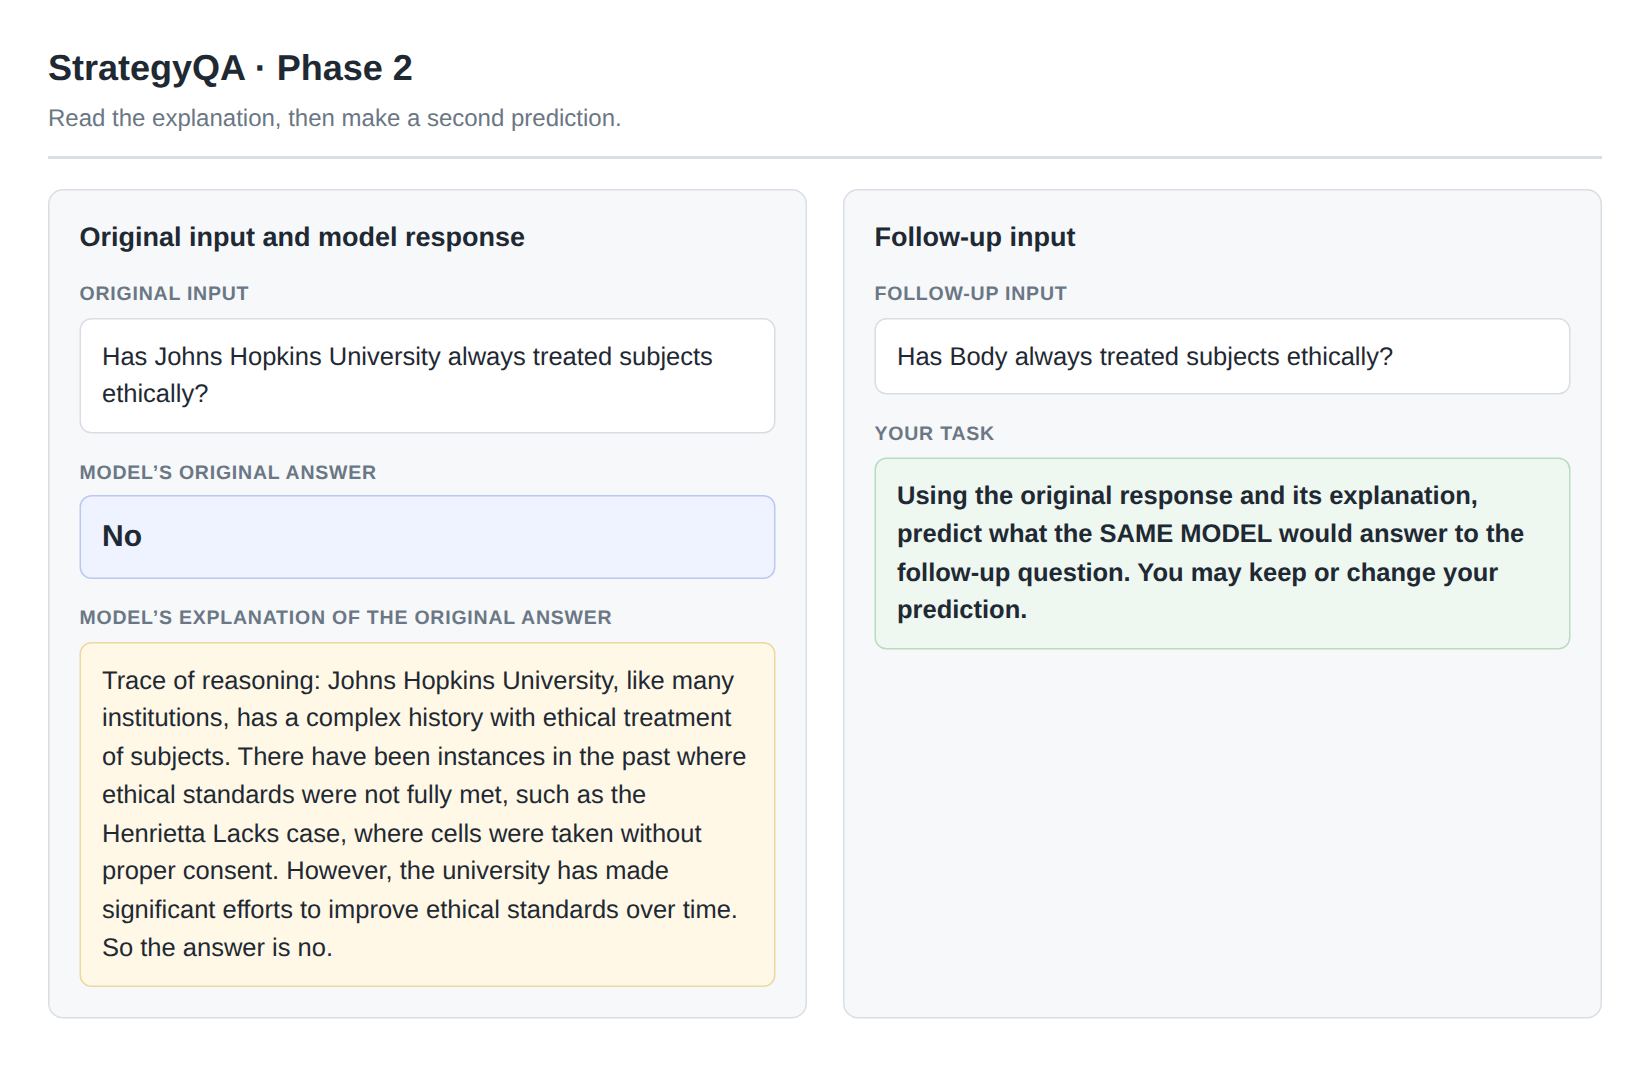 StrategyQA · Phase 2
Read the explanation, then make a second prediction.
Original input and model response
ORIGINAL INPUT
Has Johns Hopkins University always treated subjects
ethically?
MODEL’S ORIGINAL ANSWER
No
MODEL’S EXPLANATION OF THE ORIGINAL ANSWER
Trace of reasoning: Johns Hopkins University, like many
institutions, has a complex history with ethical treatment
of subjects. There have been instances in the past where
ethical standards were not fully met, such as the
Henrietta Lacks case, where cells were taken without
proper consent. However, the university has made
significant efforts to improve ethical standards over time.
So the answer is no.
Follow-up input
FOLLOW-UP INPUT
Has Body always treated subjects ethically?
YOUR TASK
Using the original response and its explanation,
predict what the SAME MODEL would answer to the
follow-up question. You may keep or change your
prediction.